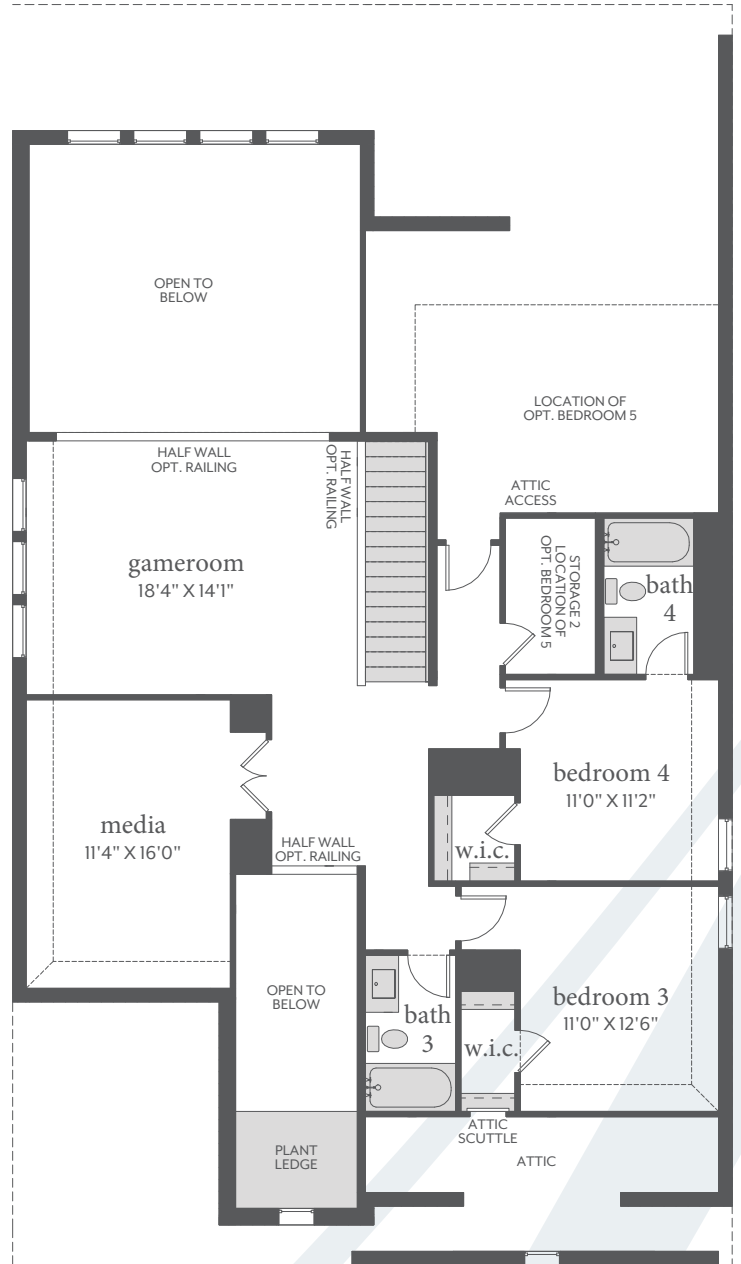 OPEN TO
BELOW
LOCATION OF
OPT. BEDROOM 5
HALF WALL
OPT. RAILING
HALF WALL
OPT. RAILING
ATTIC
ACCESS
gameroom
18'4" X 14'1"
STORAGE 2
LOCATION OF
OPT. BEDROOM 5
bath
4
bedroom 4
11'0" X 11'2"
media
11'4" X 16'0"
HALF WALL
OPT. RAILING
w.i.c.
OPEN TO
BELOW
bedroom 3
11'0" X 12'6"
bath
3
w.i.c.
ATTIC
SCUTTLE
PLANT
LEDGE
ATTIC